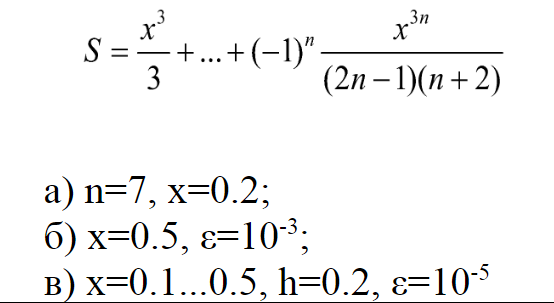 S = x³/3 + ... + (−1)ⁿ x³ⁿ/((2n − 1)(n + 2))
а) n=7, x=0.2;
б) x=0.5, ε=10⁻³;
в) x=0.1...0.5, h=0.2, ε=10⁻⁵